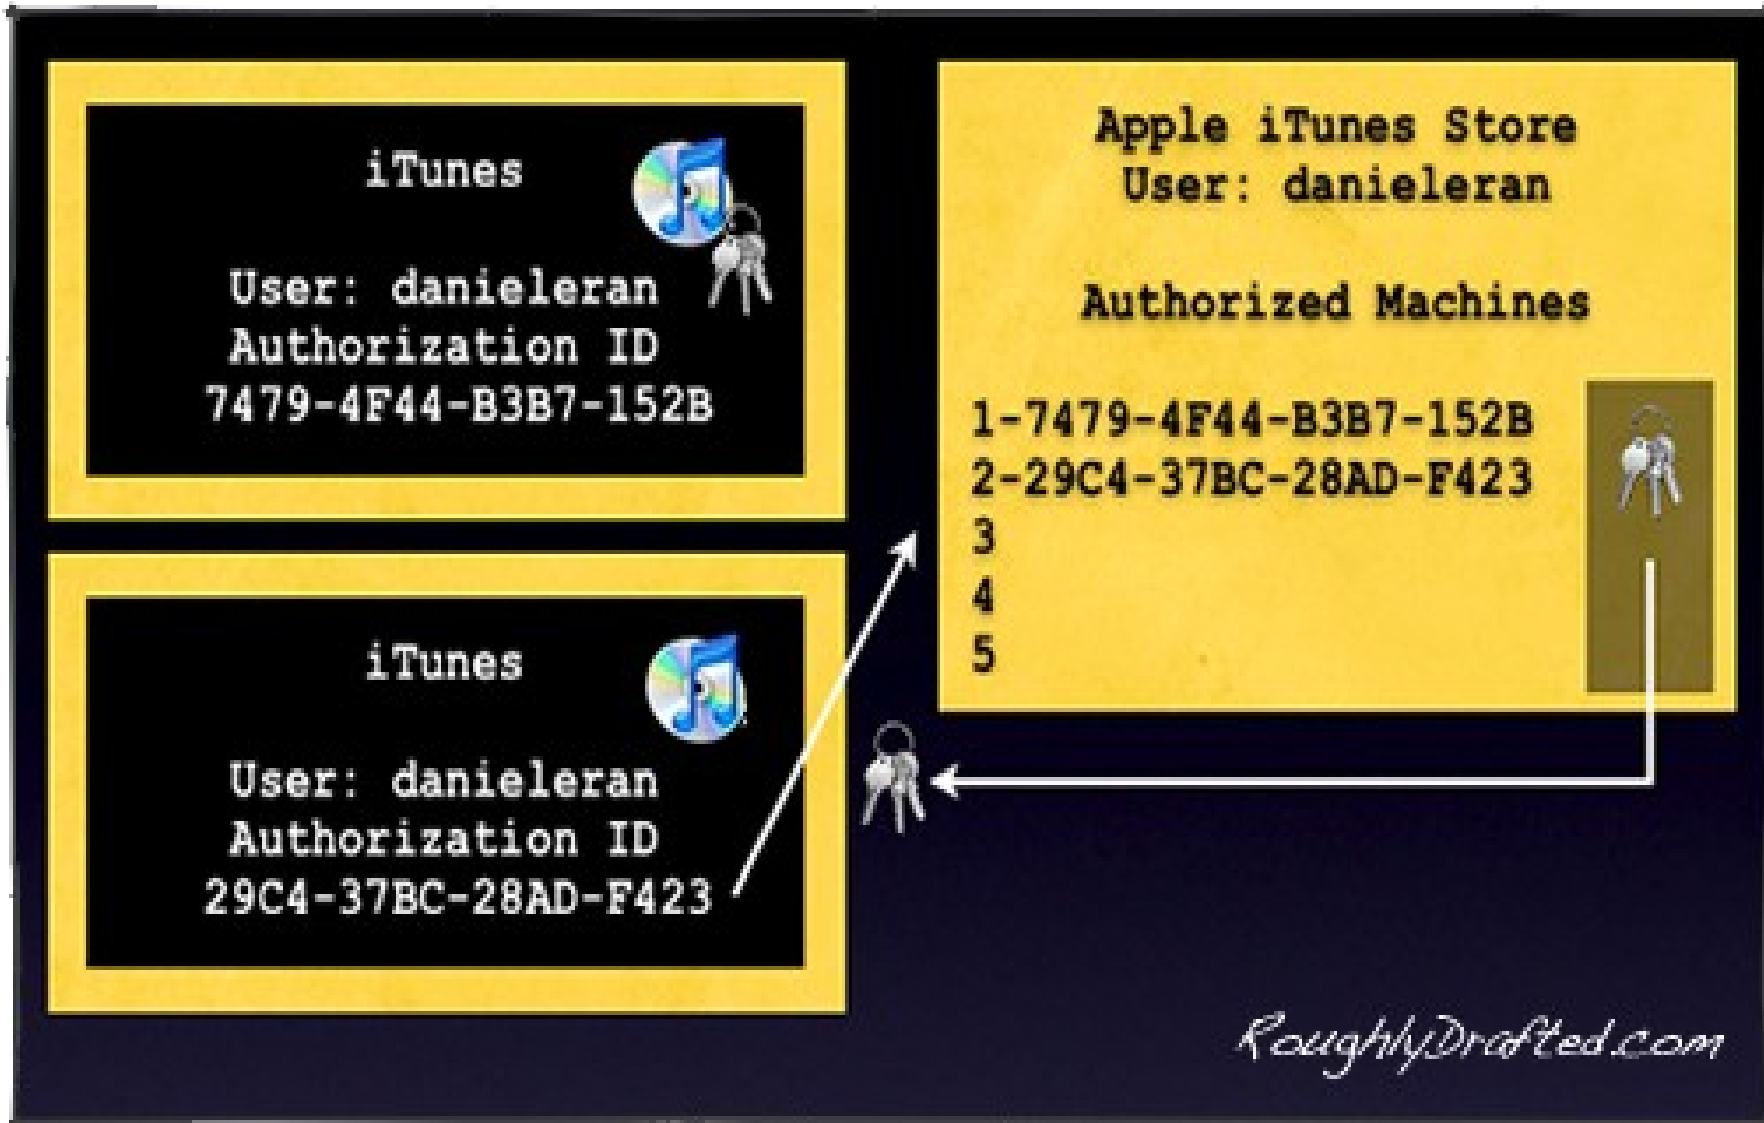 iTunes
User: danieleran
Authorization ID
7479-4F44-B3B7-152B
iTunes
User: danieleran
Authorization ID
29C4-37BC-28AD-F423
Apple iTunes Store
User: danieleran
Authorized Machines
1-7479-4F44-B3B7-152B
2-29C4-37BC-28AD-F423
3
4
5
RoughlyDrafted.com